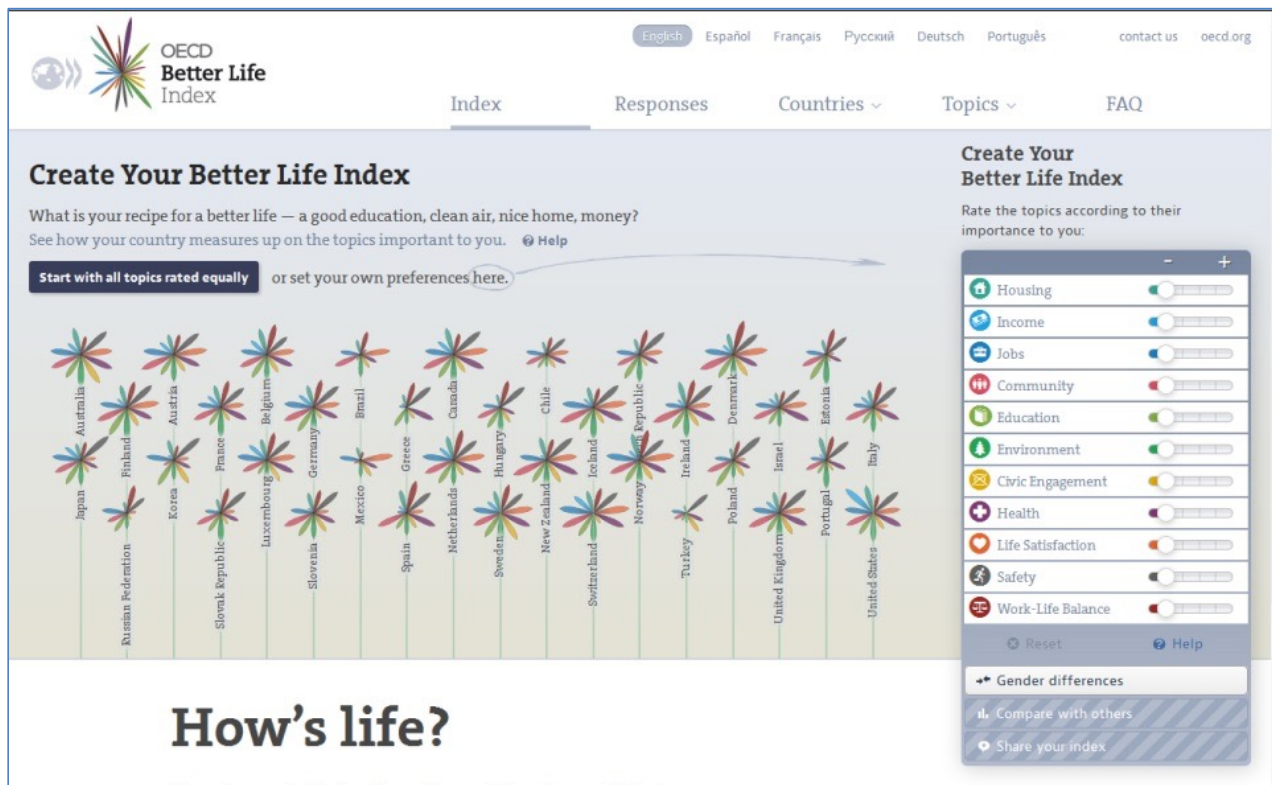 English Español Français Русский Deutsch Português contact us oecd.org
OECD
Better Life
Index
Index Responses Countries Topics FAQ
Create Your Better Life Index
What is your recipe for a better life — a good education, clean air, nice home, money?
See how your country measures up on the topics important to you. Help
Start with all topics rated equally or set your own preferences here.
Australia
Austria
Belgium
Brazil
Canada
Chile
Denmark
Estonia
Finland
France
Germany
Greece
Hungary
Iceland
Republic
Ireland
Israel
Italy
Japan
Korea
Luxembourg
Mexico
Netherlands
New Zealand
Norway
Poland
Portugal
Russian Federation
Slovak Republic
Slovenia
Spain
Sweden
Switzerland
Turkey
United Kingdom
United States
Create Your
Better Life Index
Rate the topics according to their
importance to you:
- +
Housing
Income
Jobs
Community
Education
Environment
Civic Engagement
Health
Life Satisfaction
Safety
Work-Life Balance
Reset Help
Gender differences
Compare with others
Share your index
How's life?